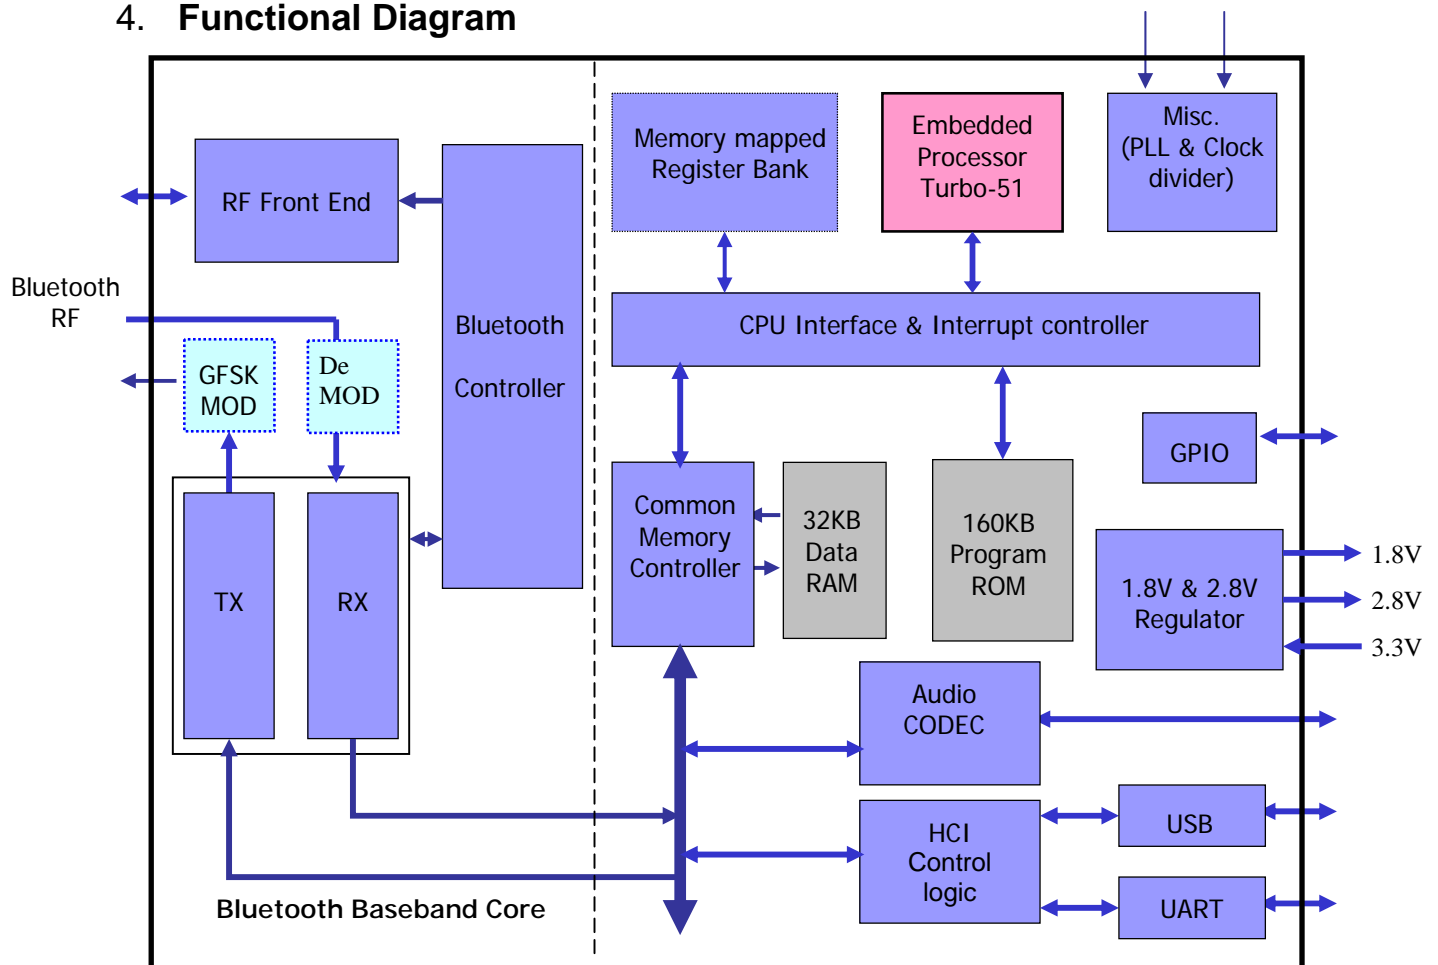 4. Functional Diagram
RF Front End
Bluetooth
RF
GFSK
MOD
De
MOD
Bluetooth
Controller
TX
RX
Bluetooth Baseband Core
Memory mapped
Register Bank
Embedded
Processor
Turbo-51
Misc.
(PLL & Clock
divider)
CPU Interface & Interrupt controller
GPIO
Common
Memory
Controller
32KB
Data
RAM
160KB
Program
ROM
1.8V & 2.8V
Regulator
1.8V
2.8V
3.3V
Audio
CODEC
HCI
Control
logic
USB
UART